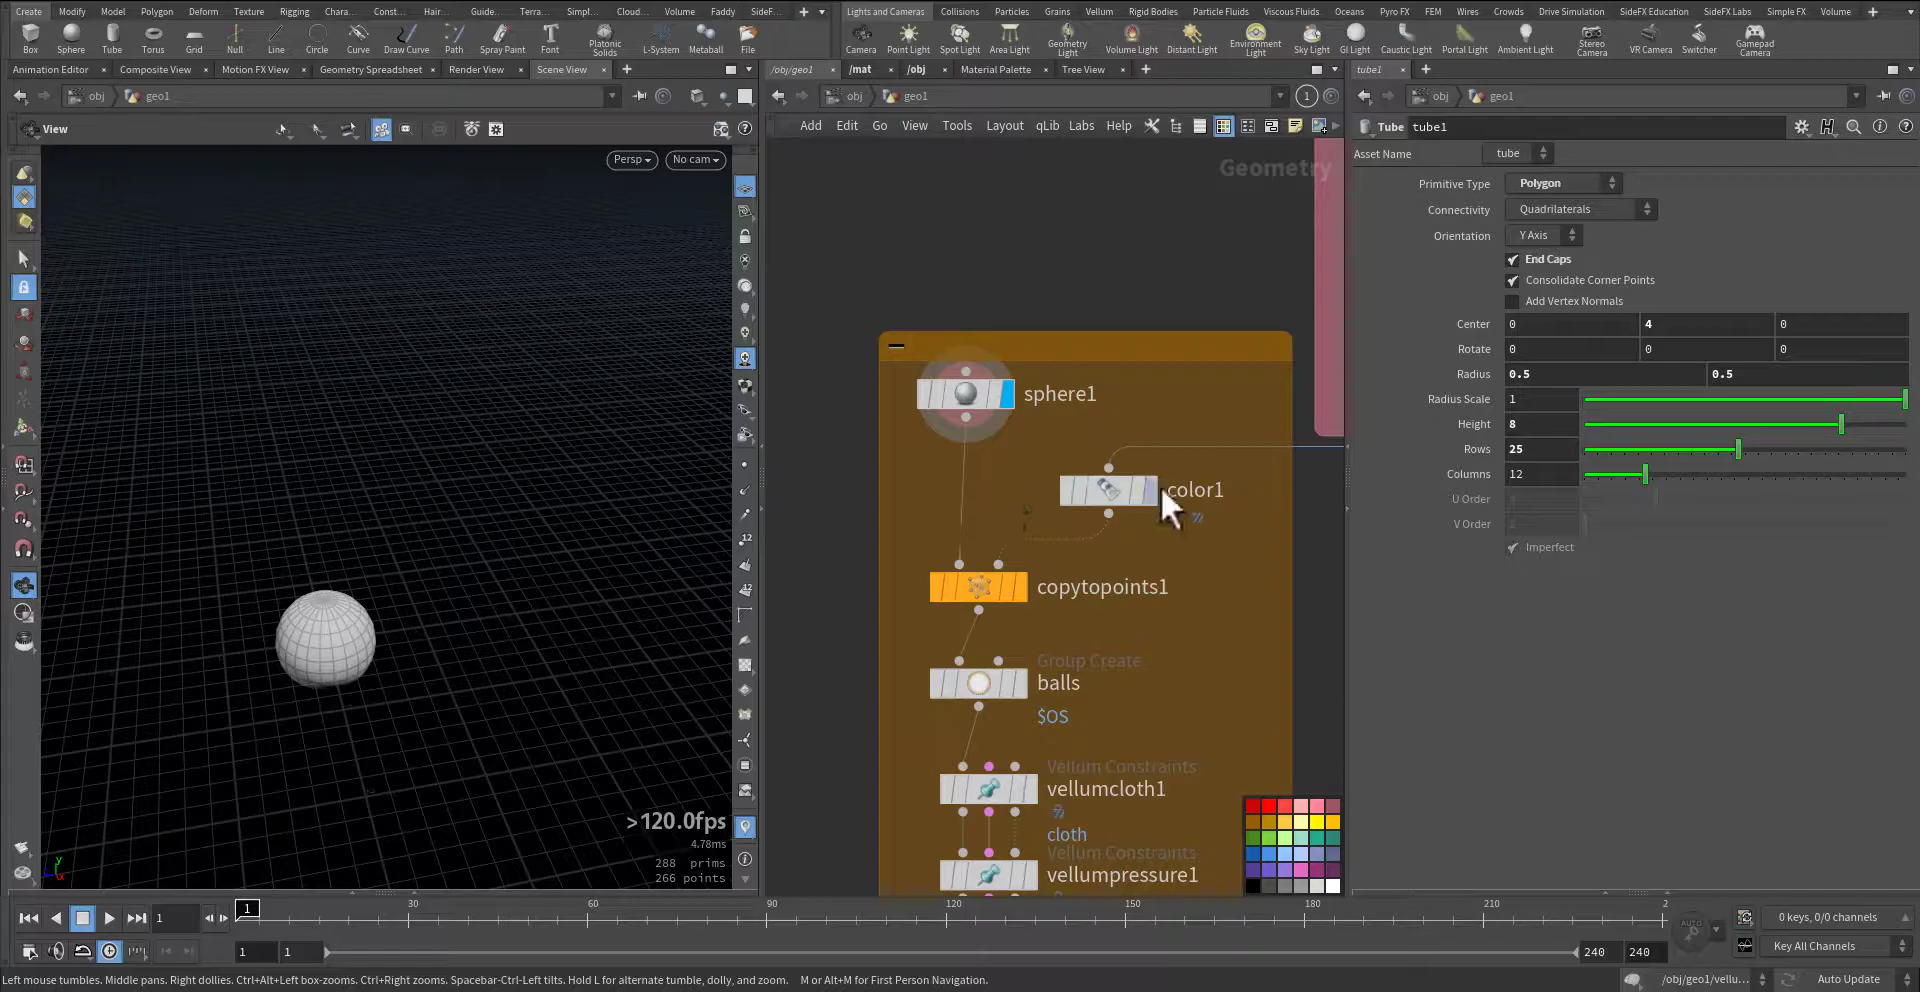 Create Modify Model Polygon Deform Texture Rigging Chara... Const... Hair... Guide... Terra... Simpl... Cloud... Volume Faddy SideF...
Lights and Cameras Collisions Particles Grains Vellum Rigid Bodies Particle Fluids Viscous Fluids Oceans Pyro FX FEM Wires Crowds Drive Simulation SideFX Education SideFX Labs Simple FX Volume
Box Sphere Tube Torus Grid Null Line Circle Curve Draw Curve Path Spray Paint Font Platonic Solids L-System Metaball File
Camera Point Light Spot Light Area Light Geometry Light Volume Light Distant Light Environment Light Sky Light GI Light Caustic Light Portal Light Ambient Light Stereo Camera VR Camera Switcher Gamepad Camera
Animation Editor Composite View Motion FX View Geometry Spreadsheet Render View Scene View
/obj/geo1 /mat /obj Material Palette Tree View
tube1
obj geo1
obj geo1 1
obj geo1
View
Add Edit Go View Tools Layout qLib Labs Help
Tube tube1
Asset Name tube
Persp No cam
Geometry
Primitive Type Polygon
Connectivity Quadrilaterals
Orientation Y Axis
End Caps
Consolidate Corner Points
Add Vertex Normals
Center 0 4 0
Rotate 0 0 0
Radius 0.5 0.5
Radius Scale 1
Height 8
Rows 25
Columns 12
U Order
V Order
Imperfect
sphere1
color1
copytopoints1
Group Create
balls
$OS
Vellum Constraints
vellumcloth1
cloth
Vellum Constraints
vellumpressure1
12
12
>120.0fps
4.78ms
288 prims
266 points
y
x
1 1 30 60 90 120 150 180 210 2
0 keys, 0/0 channels
1 1 240 240
AUTO
Key All Channels
Left mouse tumbles. Middle pans. Right dollies. Ctrl+Alt+Left box-zooms. Ctrl+Right zooms. Spacebar-Ctrl-Left tilts. Hold L for alternate tumble, dolly, and zoom. M or Alt+M for First Person Navigation.
/obj/geo1/vellu... Auto Update